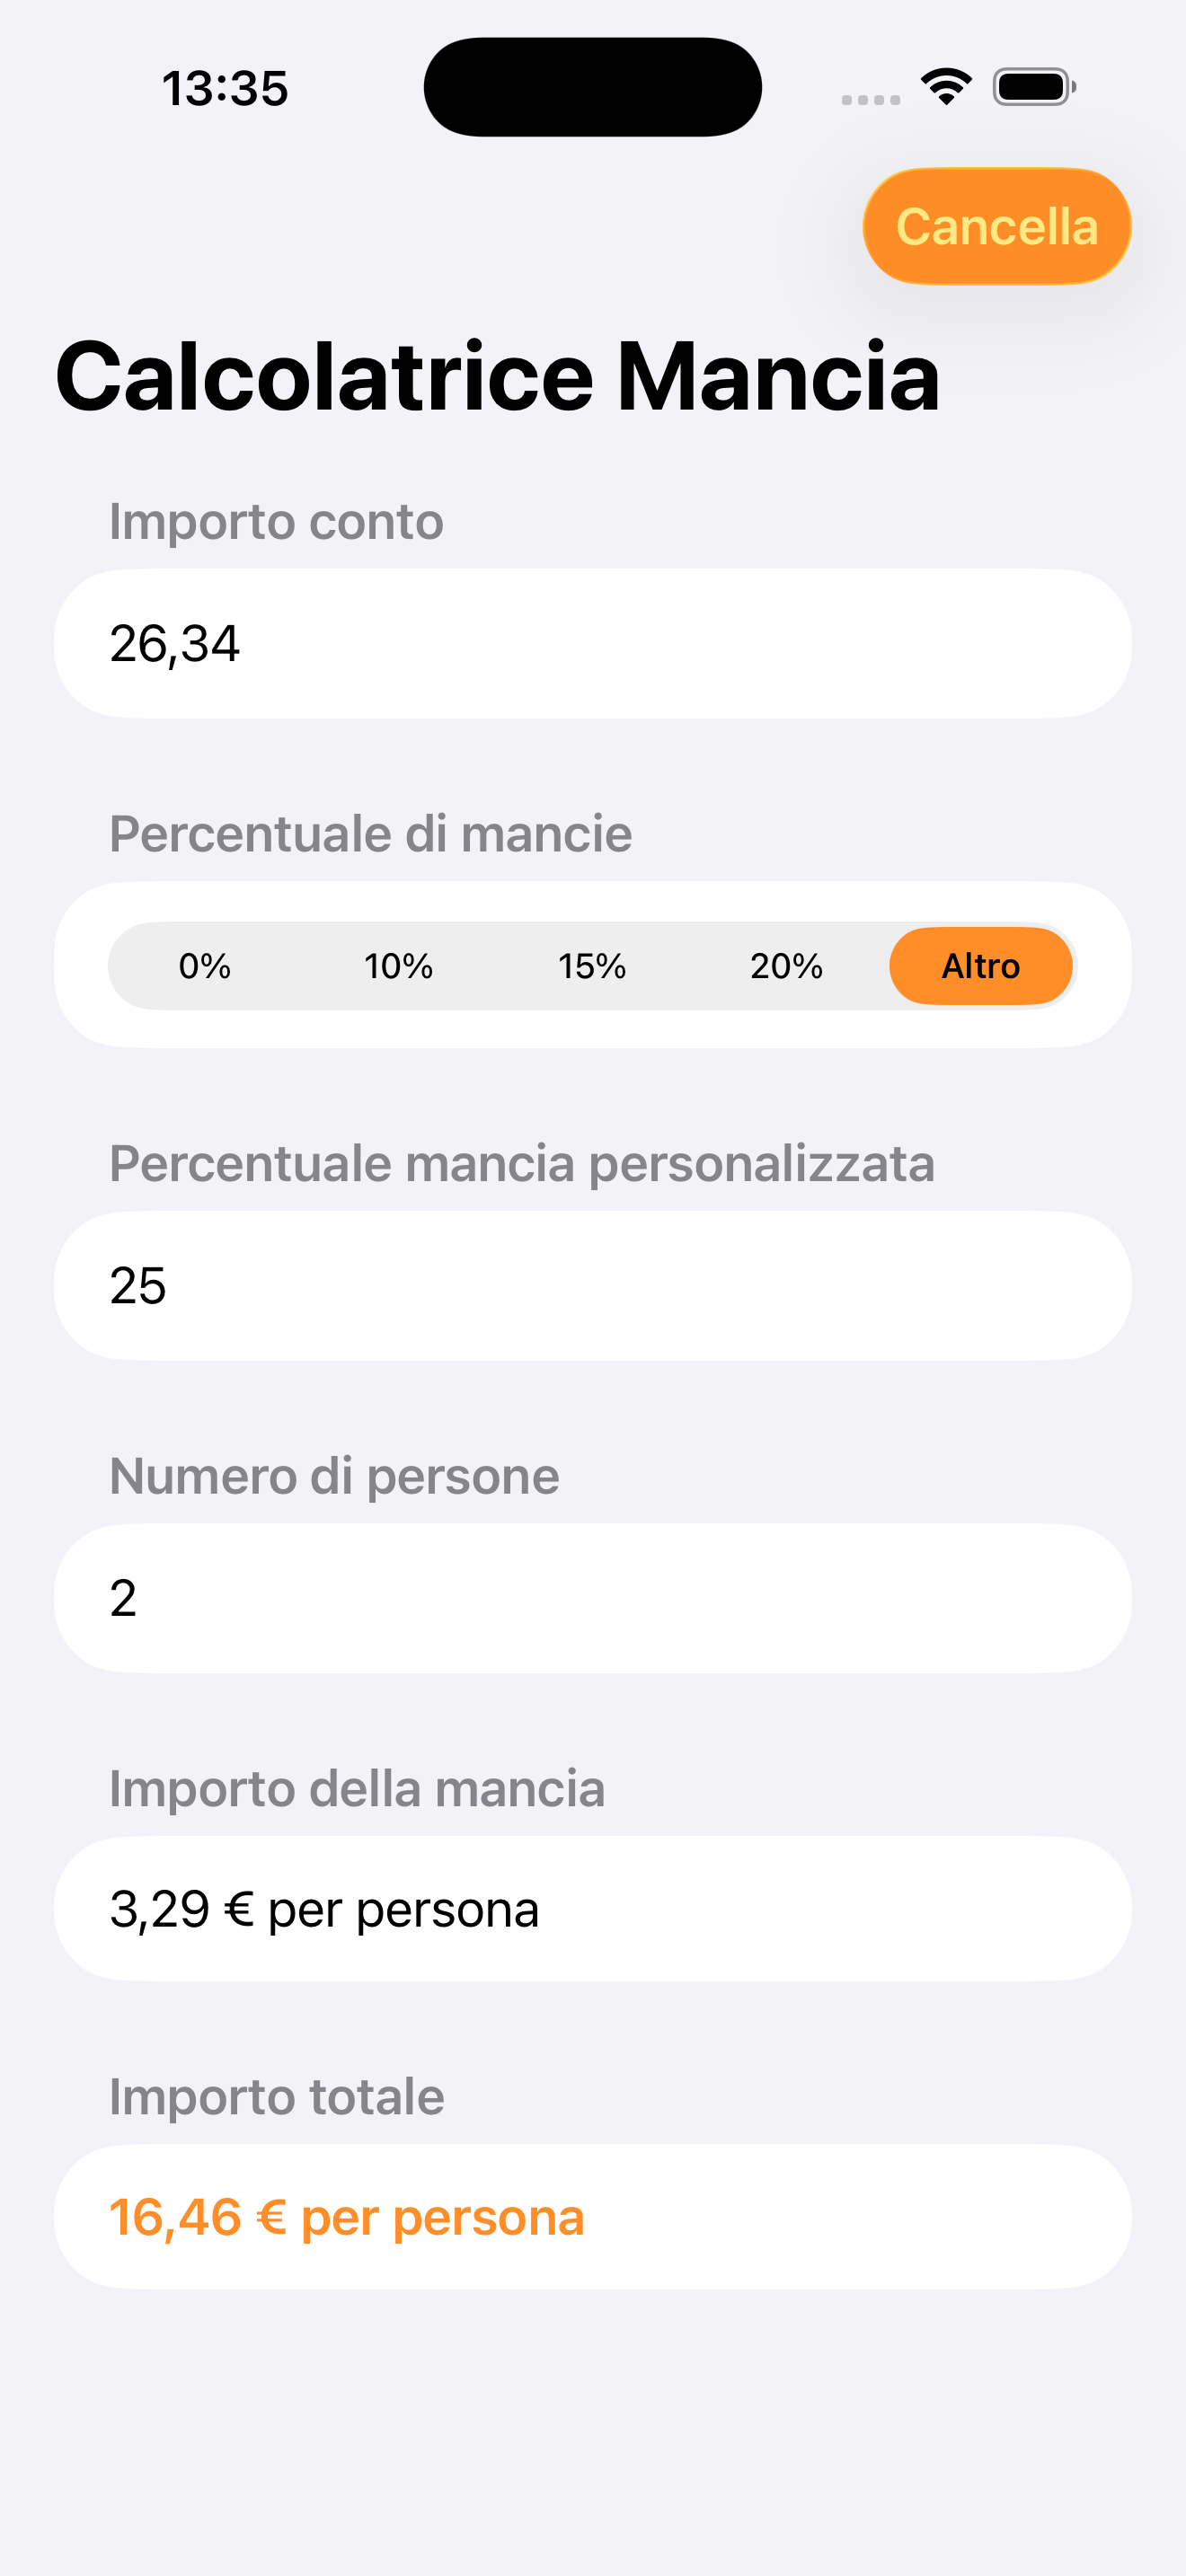 13:35
Cancella
Calcolatrice Mancia
Importo conto
26,34
Percentuale di mancie
0% 10% 15% 20% Altro
Percentuale mancia personalizzata
25
Numero di persone
2
Importo della mancia
3,29 € per persona
Importo totale
16,46 € per persona